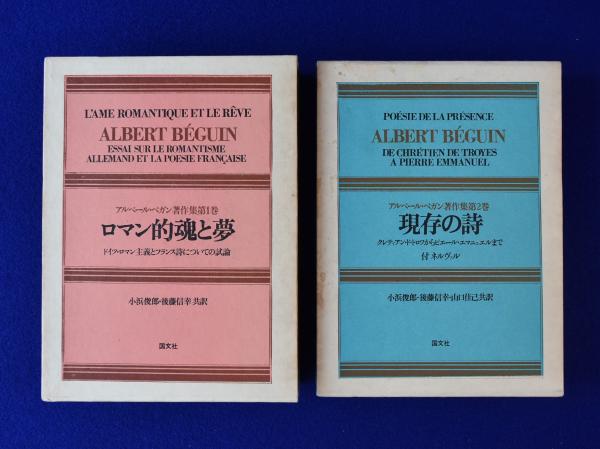 L'AME ROMANTIQUE ET LE RÊVE
ALBERT BÉGUIN
ESSAI SUR LE ROMANTISME
ALLEMAND ET LA POESIE FRANÇAISE
アルベール・ベガン著作集第1巻
ロマン的魂と夢
ドイツ・ロマン主義とフランス詩についての試論
小浜俊郎・後藤信幸共訳
国文社
POÉSIE DE LA PRÉSENCE
ALBERT BÉGUIN
DE CHRÉTIEN DE TROYES
A PIERRE EMMANUEL
アルベール・ベガン著作集第2巻
現存の詩
クレティアン・ド・トロワからピエール・エマニュエルまで
付 ネルヴァル
小浜俊郎・後藤信幸・山口佳己共訳
国文社